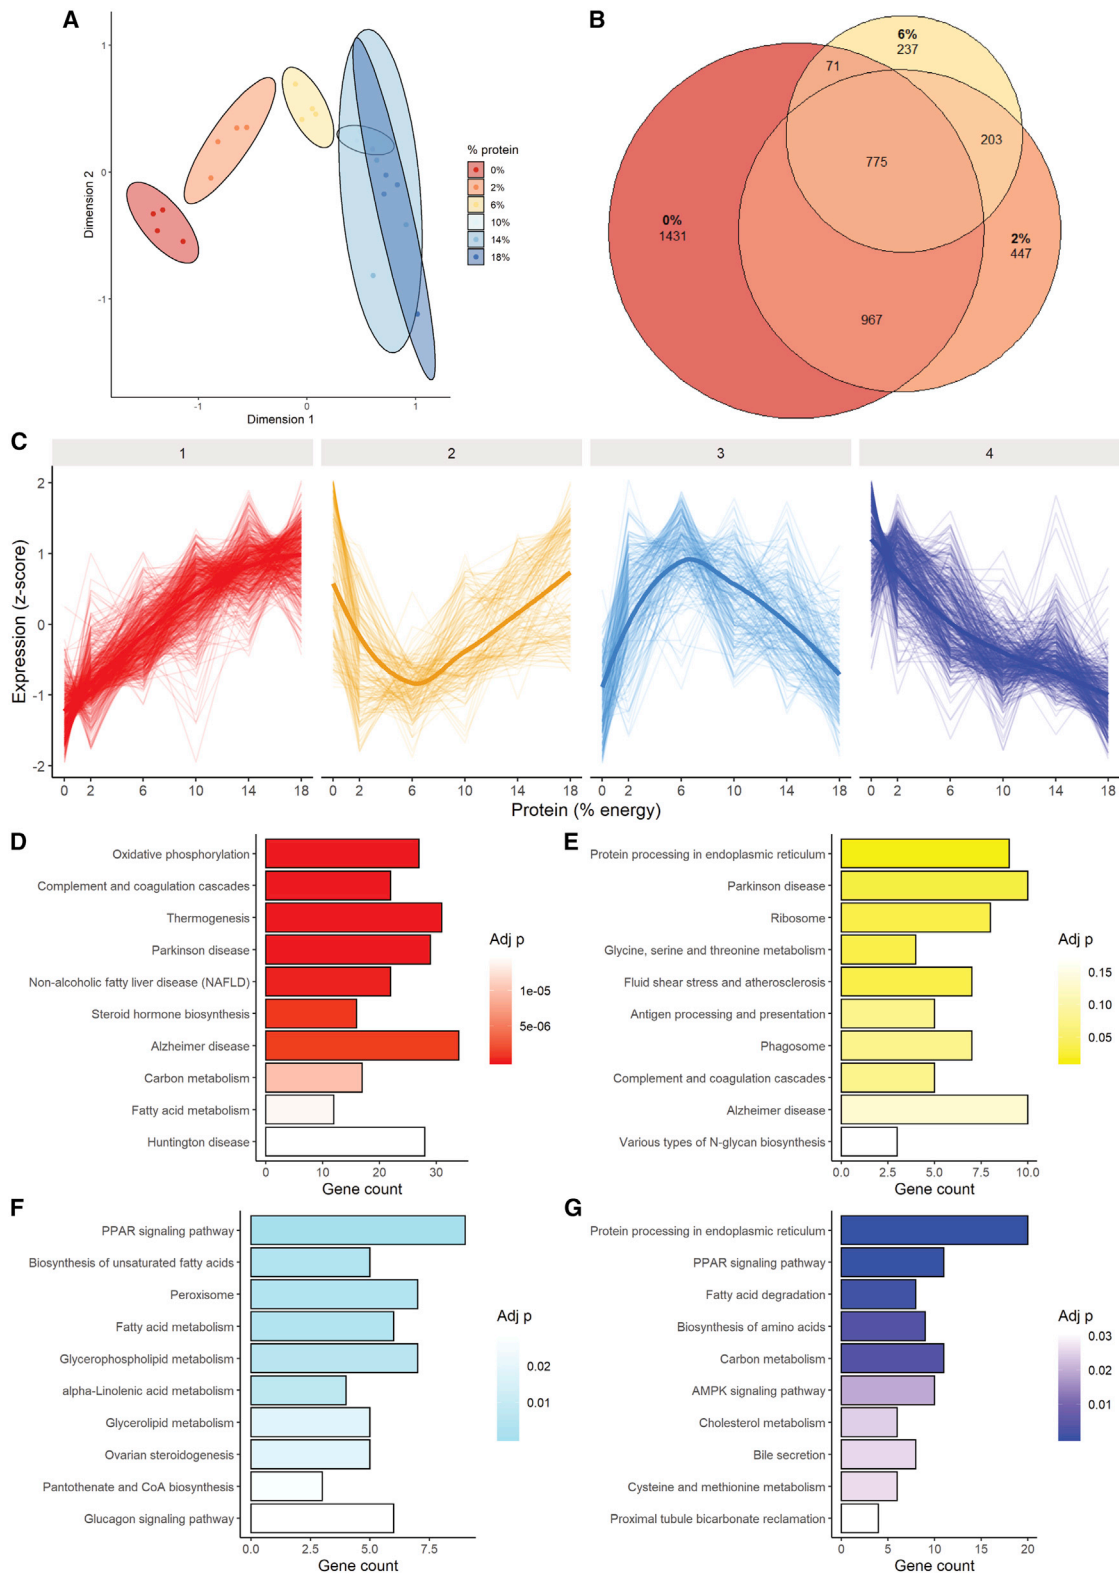 A
1
0
-1
-1
0
1
Dimension 2
Dimension 1
% protein
0%
2%
6%
10%
14%
18%
B
6%
237
71
203
775
0%
1431
2%
447
967
C
1
2
3
4
Expression (z-score)
2
1
0
-1
-2
0 2 6 10 14 18
0 2 6 10 14 18
0 2 6 10 14 18
0 2 6 10 14 18
Protein (% energy)
D
Oxidative phosphorylation
Complement and coagulation cascades
Thermogenesis
Parkinson disease
Non-alcoholic fatty liver disease (NAFLD)
Steroid hormone biosynthesis
Alzheimer disease
Carbon metabolism
Fatty acid metabolism
Huntington disease
0 10 20 30
Gene count
Adj p
1e-05
5e-06
E
Protein processing in endoplasmic reticulum
Parkinson disease
Ribosome
Glycine, serine and threonine metabolism
Fluid shear stress and atherosclerosis
Antigen processing and presentation
Phagosome
Complement and coagulation cascades
Alzheimer disease
Various types of N-glycan biosynthesis
0.0 2.5 5.0 7.5 10.0
Gene count
Adj p
0.15
0.10
0.05
F
PPAR signaling pathway
Biosynthesis of unsaturated fatty acids
Peroxisome
Fatty acid metabolism
Glycerophospholipid metabolism
alpha-Linolenic acid metabolism
Glycerolipid metabolism
Ovarian steroidogenesis
Pantothenate and CoA biosynthesis
Glucagon signaling pathway
0.0 2.5 5.0 7.5
Gene count
Adj p
0.02
0.01
G
Protein processing in endoplasmic reticulum
PPAR signaling pathway
Fatty acid degradation
Biosynthesis of amino acids
Carbon metabolism
AMPK signaling pathway
Cholesterol metabolism
Bile secretion
Cysteine and methionine metabolism
Proximal tubule bicarbonate reclamation
0 5 10 15 20
Gene count
Adj p
0.03
0.02
0.01